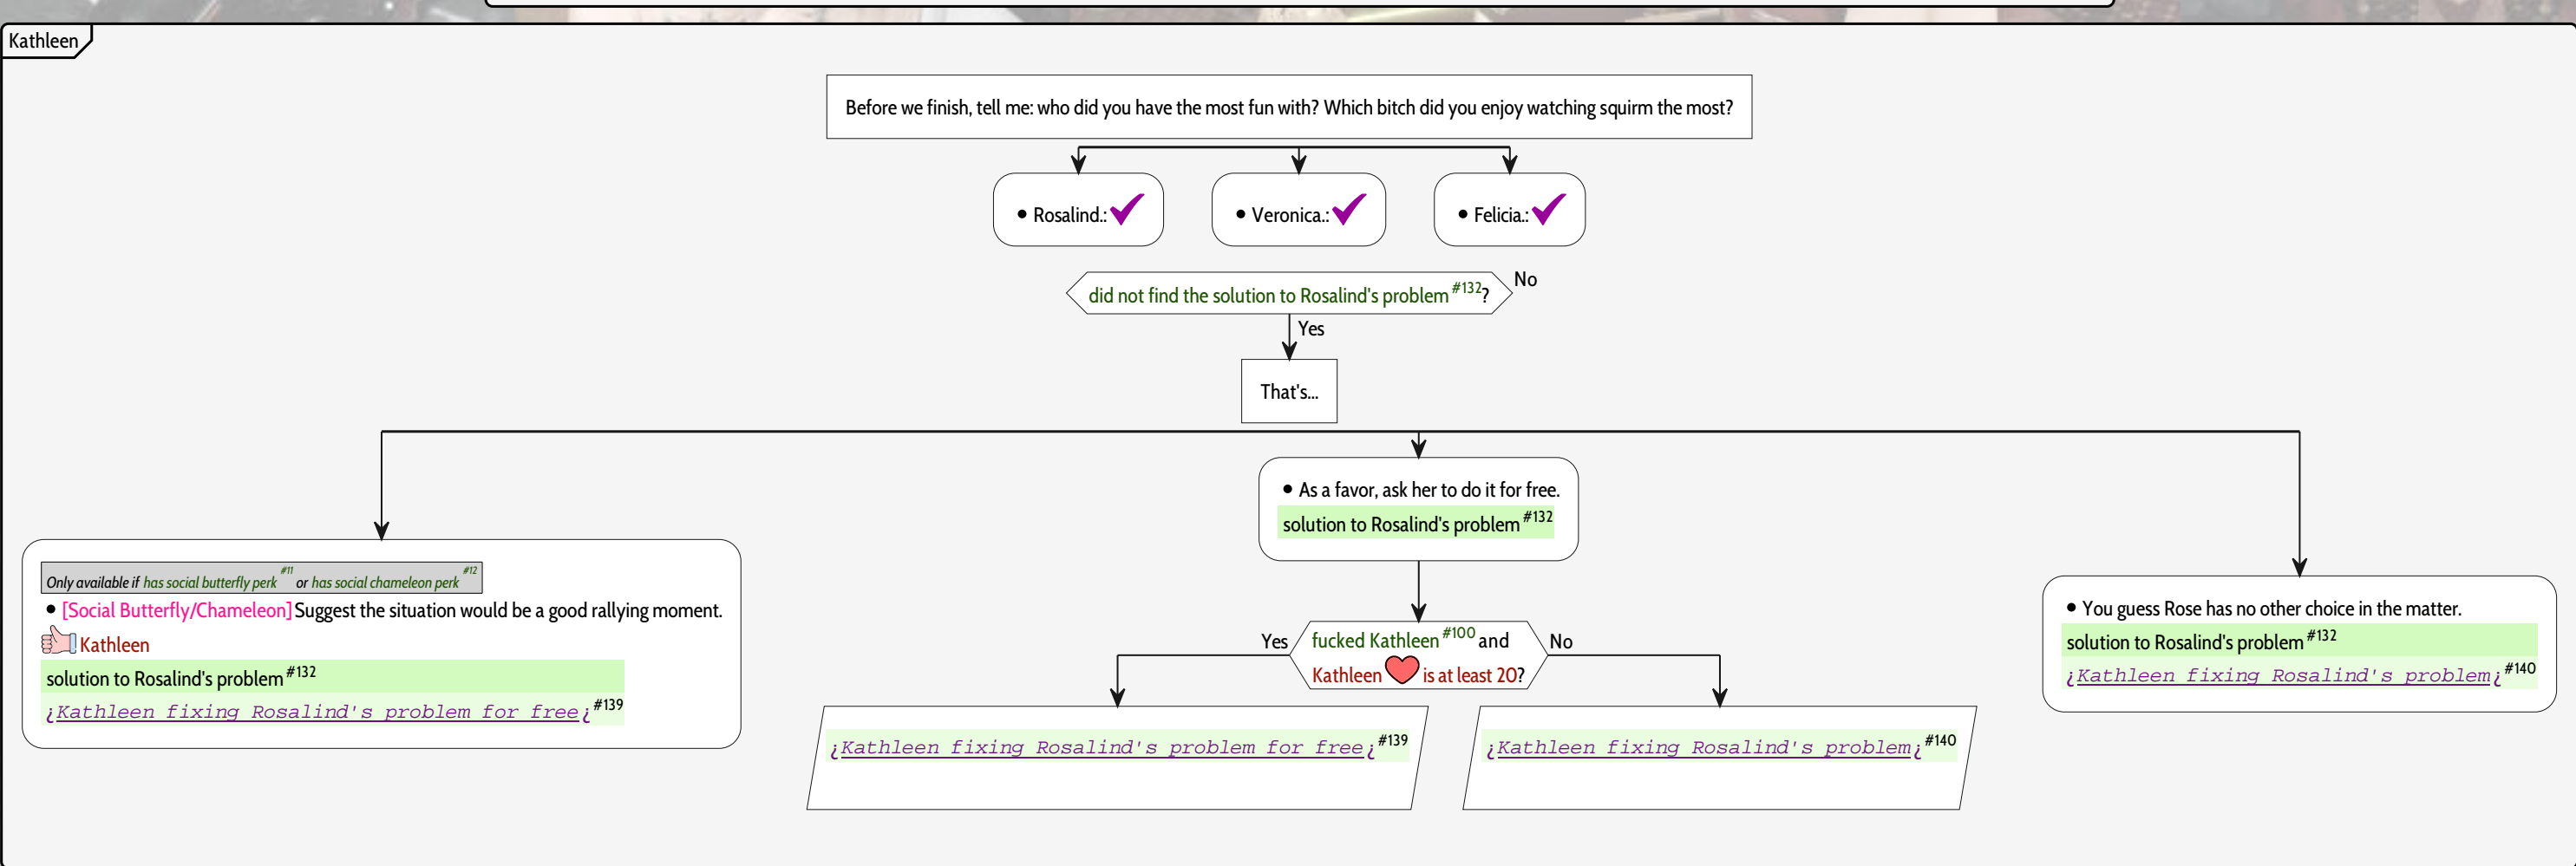 Kathleen
Before we finish, tell me: who did you have the most fun with? Which bitch did you enjoy watching squirm the most?
• Rosalind.:
• Veronica.:
• Felicia.:
did not find the solution to Rosalind's problem #132?
No
Yes
That's...
• As a favor, ask her to do it for free.
solution to Rosalind's problem #132
Only available if has social butterfly perk #11 or has social chameleon perk #12
• [Social Butterfly/Chameleon] Suggest the situation would be a good rallying moment.
Kathleen
solution to Rosalind's problem #132
¿Kathleen fixing Rosalind's problem for free¿ #139
Yes
fucked Kathleen #100 and
Kathleen is at least 20?
No
¿Kathleen fixing Rosalind's problem for free¿ #139
¿Kathleen fixing Rosalind's problem¿ #140
• You guess Rose has no other choice in the matter.
solution to Rosalind's problem #132
¿Kathleen fixing Rosalind's problem¿ #140